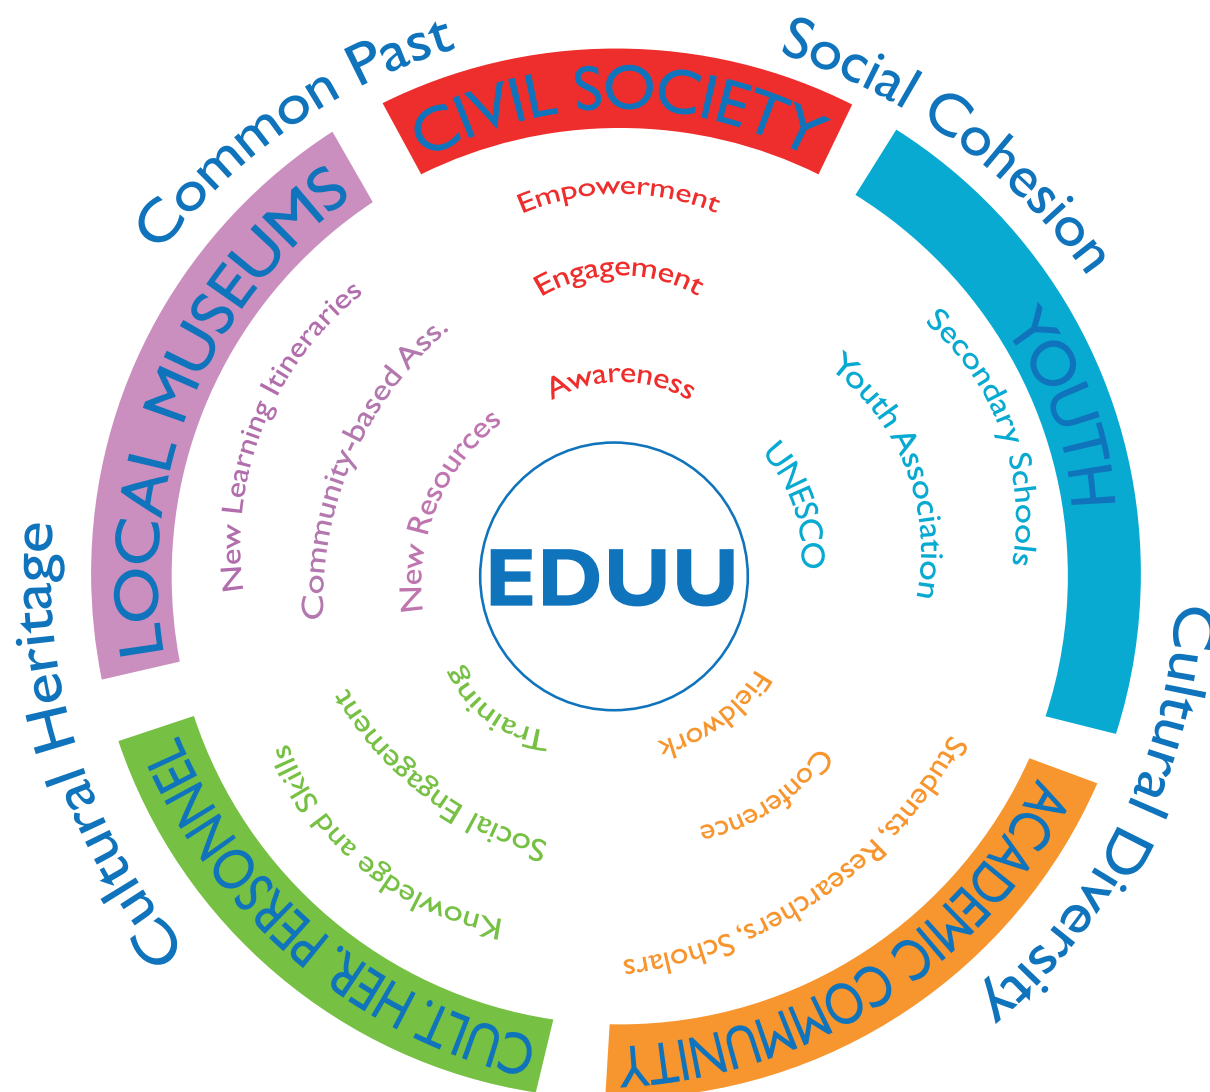 Common Past
Social Cohesion
Cultural Diversity
Cultural Heritage
CIVIL SOCIETY
Empowerment
Engagement
Awareness
YOUTH
Secondary Schools
Youth Association
UNESCO
ACADEMIC COMMUNITY
Students, Researchers, Scholars
Conference
Fieldwork
CULT. HER. PERSONNEL
Knowledge and Skills
Social Engagement
Training
LOCAL MUSEUMS
New Learning Itineraries
Community-based Ass.
New Resources
EDUU